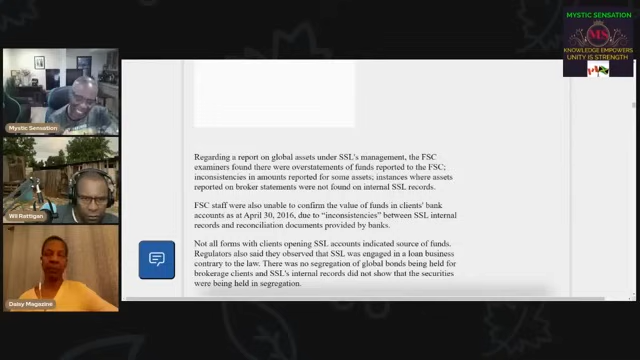 MYSTIC SENSATION
MS
KNOWLEDGE EMPOWERS
UNITY IS STRENGTH
Mystic Sensation
Wil Rattigan
Daisy Magazine
Regarding a report on global assets under SSL's management, the FSC
examiners found there were overstatements of funds reported to the FSC;
inconsistencies in amounts reported for some assets; instances where assets
reported on broker statements were not found on internal SSL records.
FSC staff were also unable to confirm the value of funds in clients' bank
accounts as at April 30, 2016, due to "inconsistencies" between SSL internal
records and reconciliation documents provided by banks.
Not all forms with clients opening SSL accounts indicated source of funds.
Regulators also said they observed that SSL was engaged in a loan business
contrary to the law. There was no segregation of global bonds being held for
brokerage clients and SSL's internal records did not show that the securities
were being held in segregation.